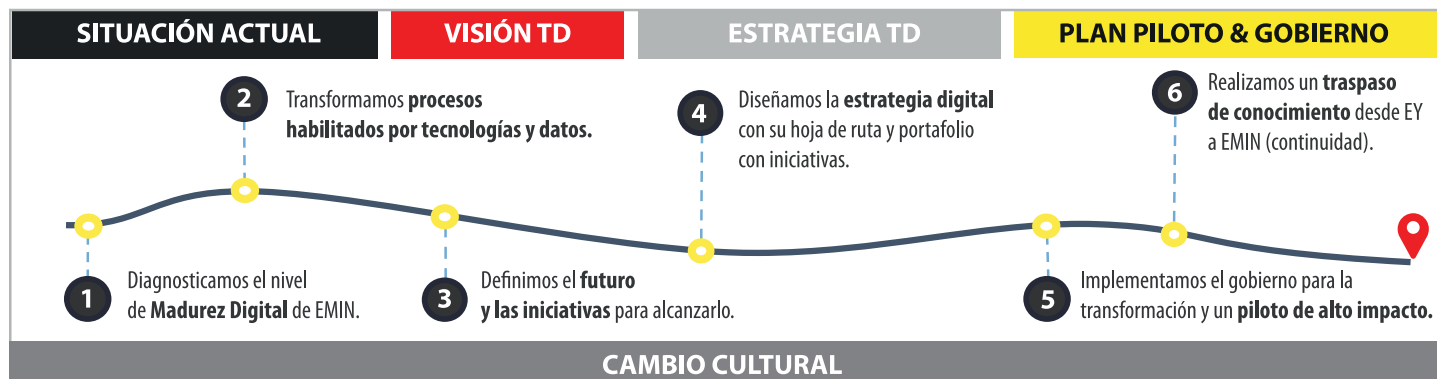 SITUACIÓN ACTUAL
VISIÓN TD
ESTRATEGIA TD
PLAN PILOTO & GOBIERNO
1
Diagnosticamos el nivel
de Madurez Digital de EMIN.
2
Transformamos procesos
habilitados por tecnologías y datos.
3
Definimos el futuro
y las iniciativas para alcanzarlo.
4
Diseñamos la estrategia digital
con su hoja de ruta y portafolio
con iniciativas.
5
Implementamos el gobierno para la
transformación y un piloto de alto impacto.
6
Realizamos un traspaso
de conocimiento desde EY
a EMIN (continuidad).
CAMBIO CULTURAL